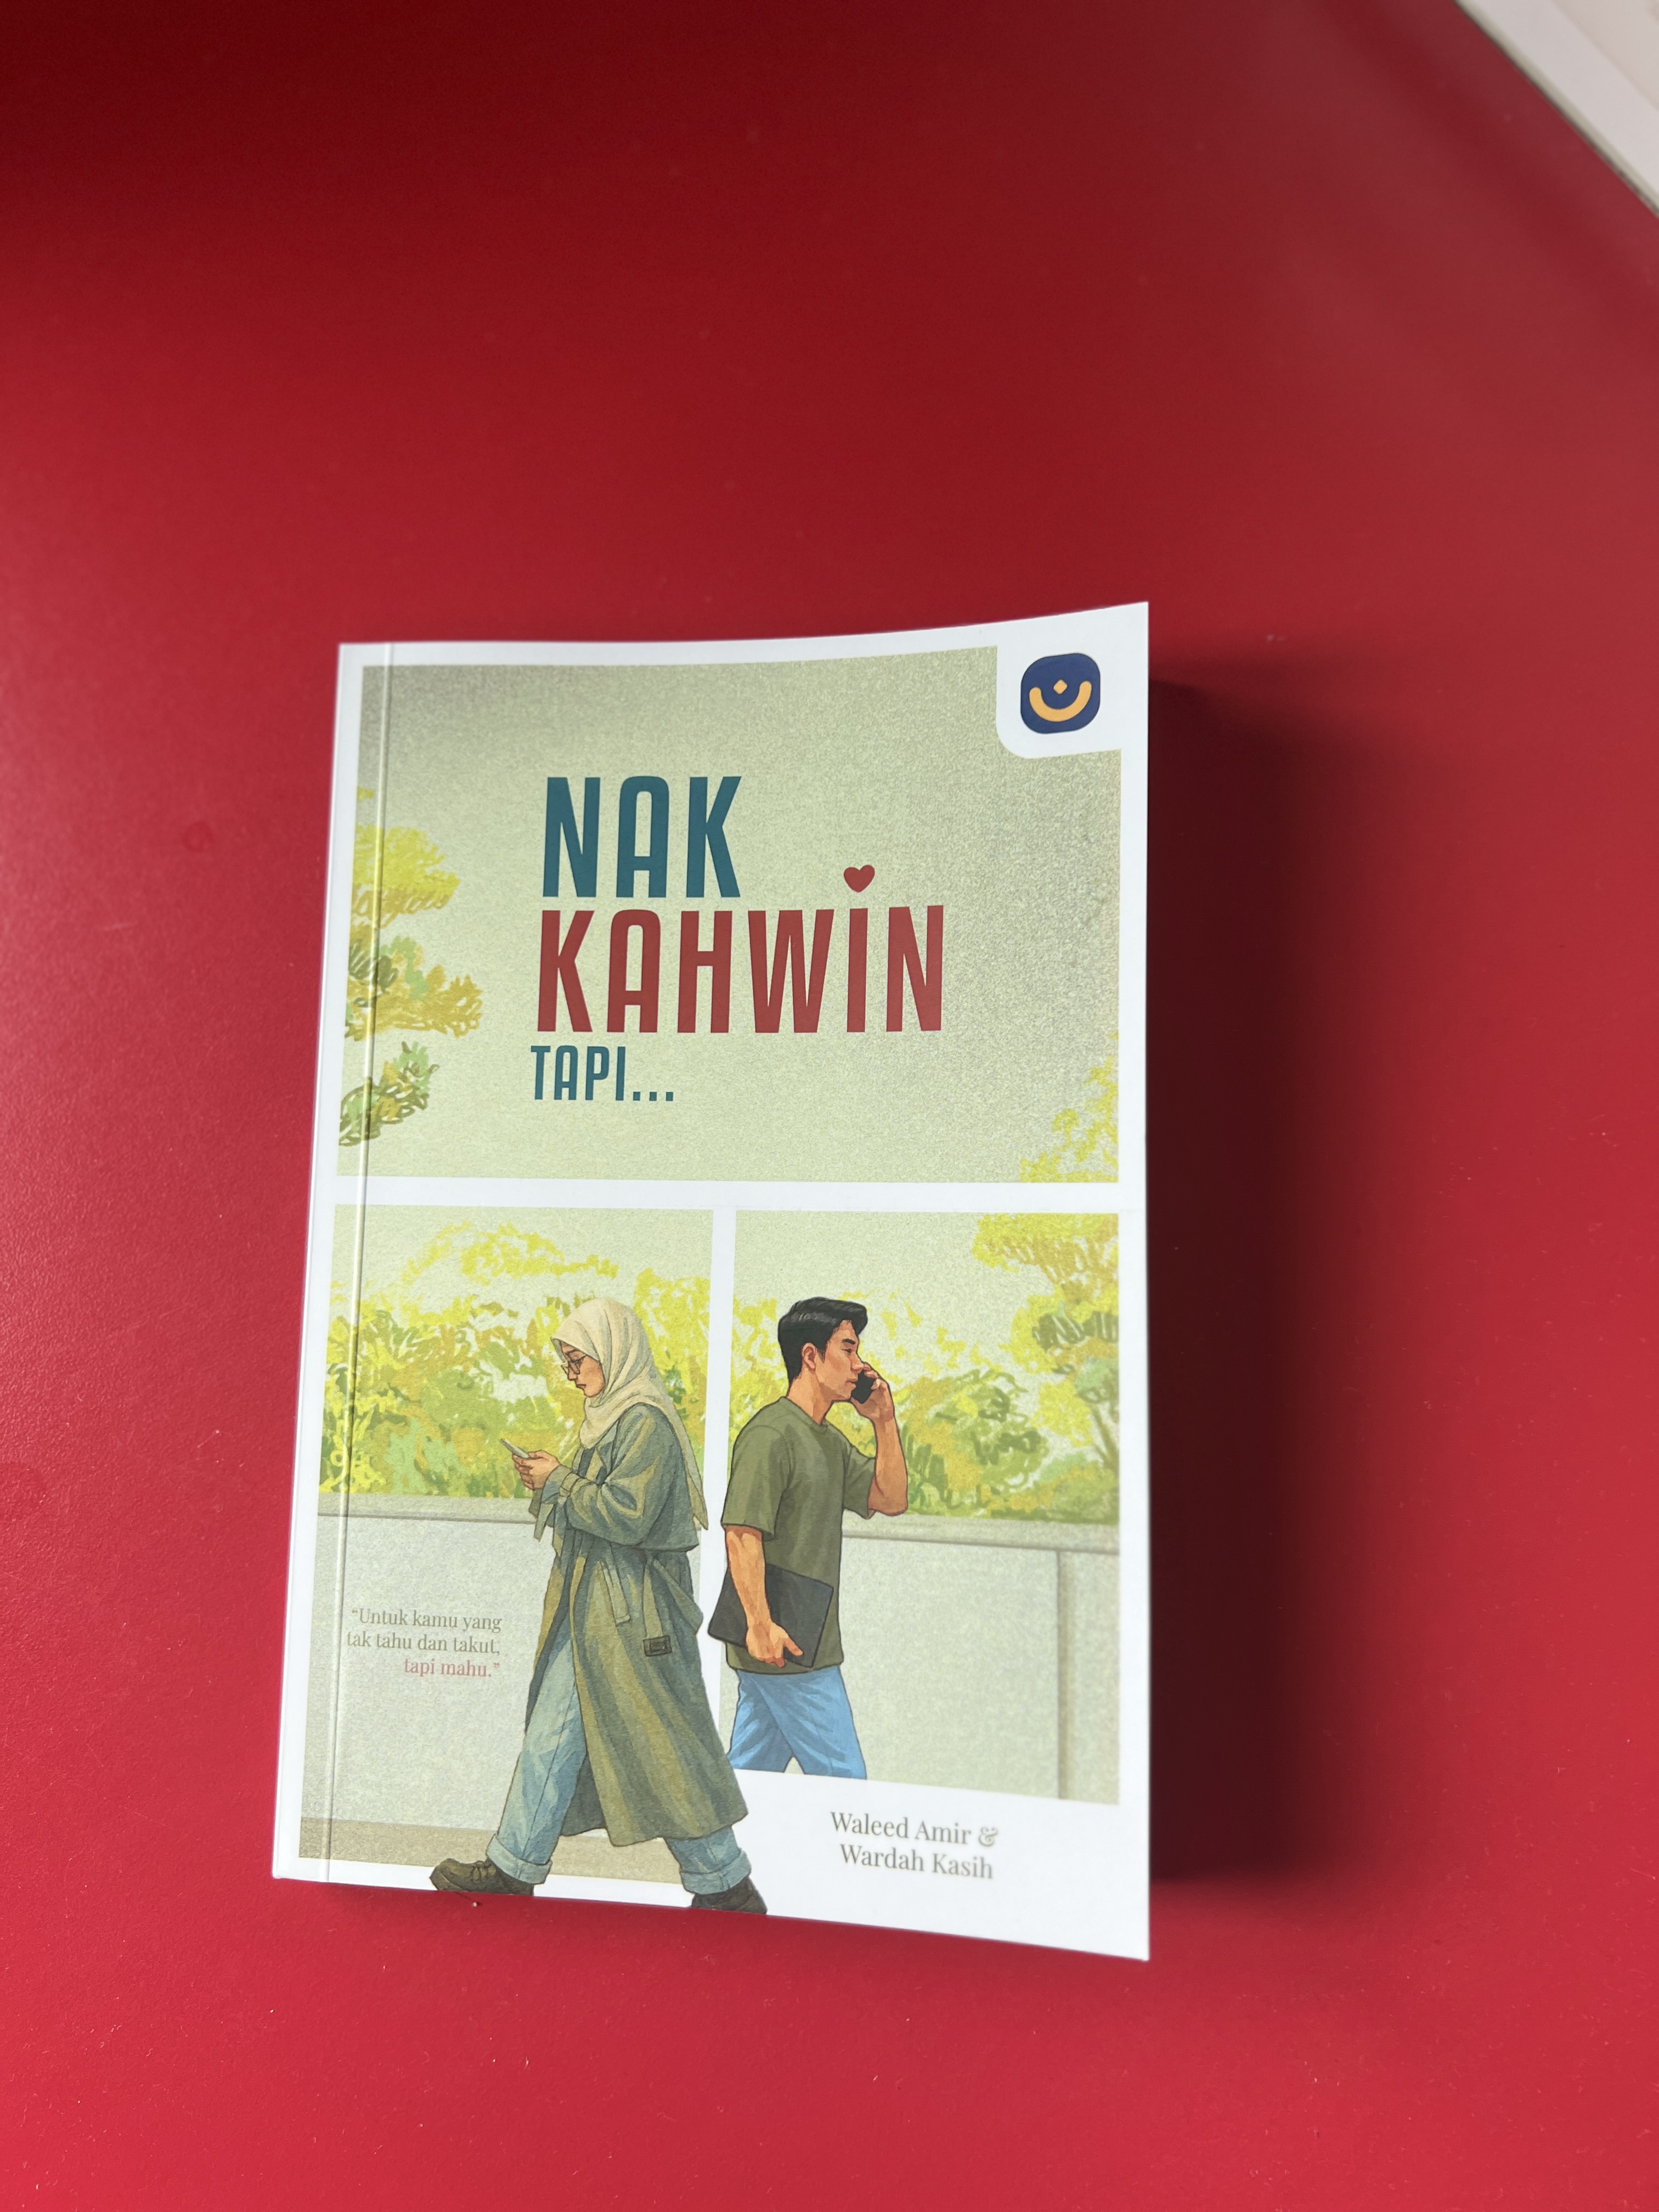 NAK
KAHWIN
TAPI...
“Untuk kamu yang
tak tahu dan takut,
tapi mahu.”
Waleed Amir &
Wardah Kasih